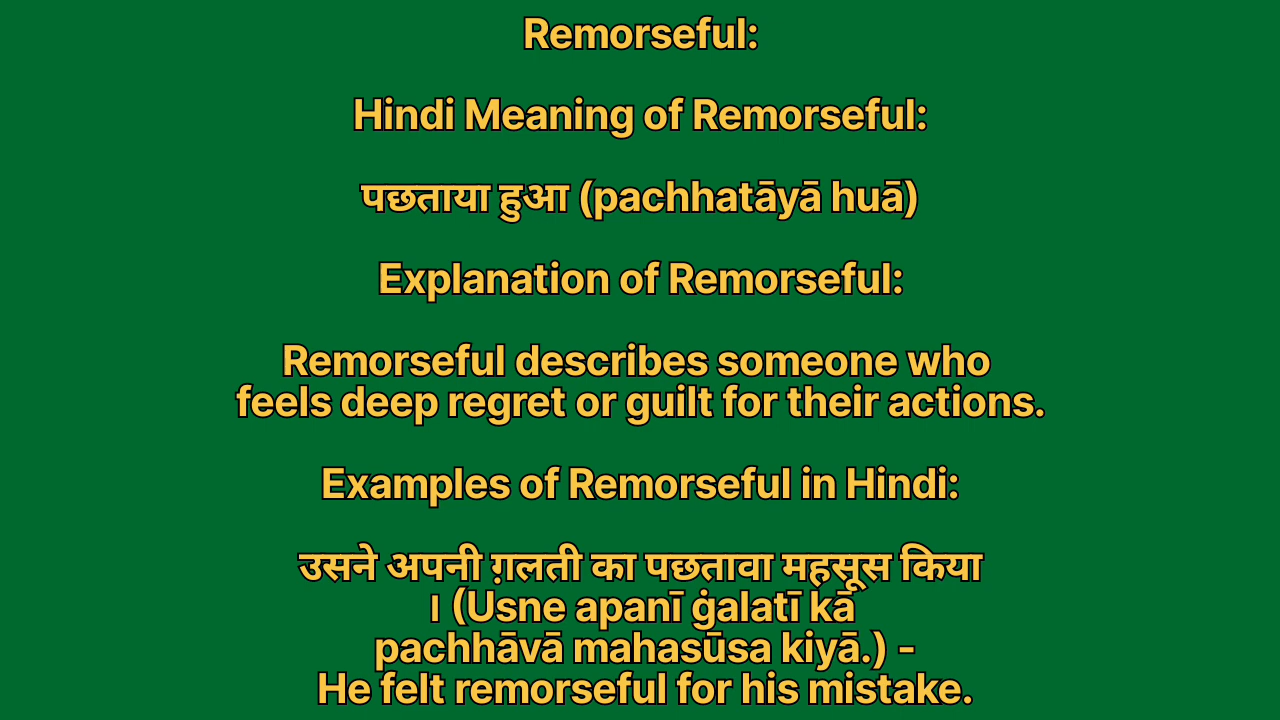 Remorseful:
Hindi Meaning of Remorseful:
पछताया हुआ (pachhatāyā huā)
Explanation of Remorseful:
Remorseful describes someone who
feels deep regret or guilt for their actions.
Examples of Remorseful in Hindi:
उसने अपनी ग़लती का पछतावा महसूस किया
। (Usne apanī ġalatī kā
pachhāvā mahasūsa kiyā.) -
He felt remorseful for his mistake.